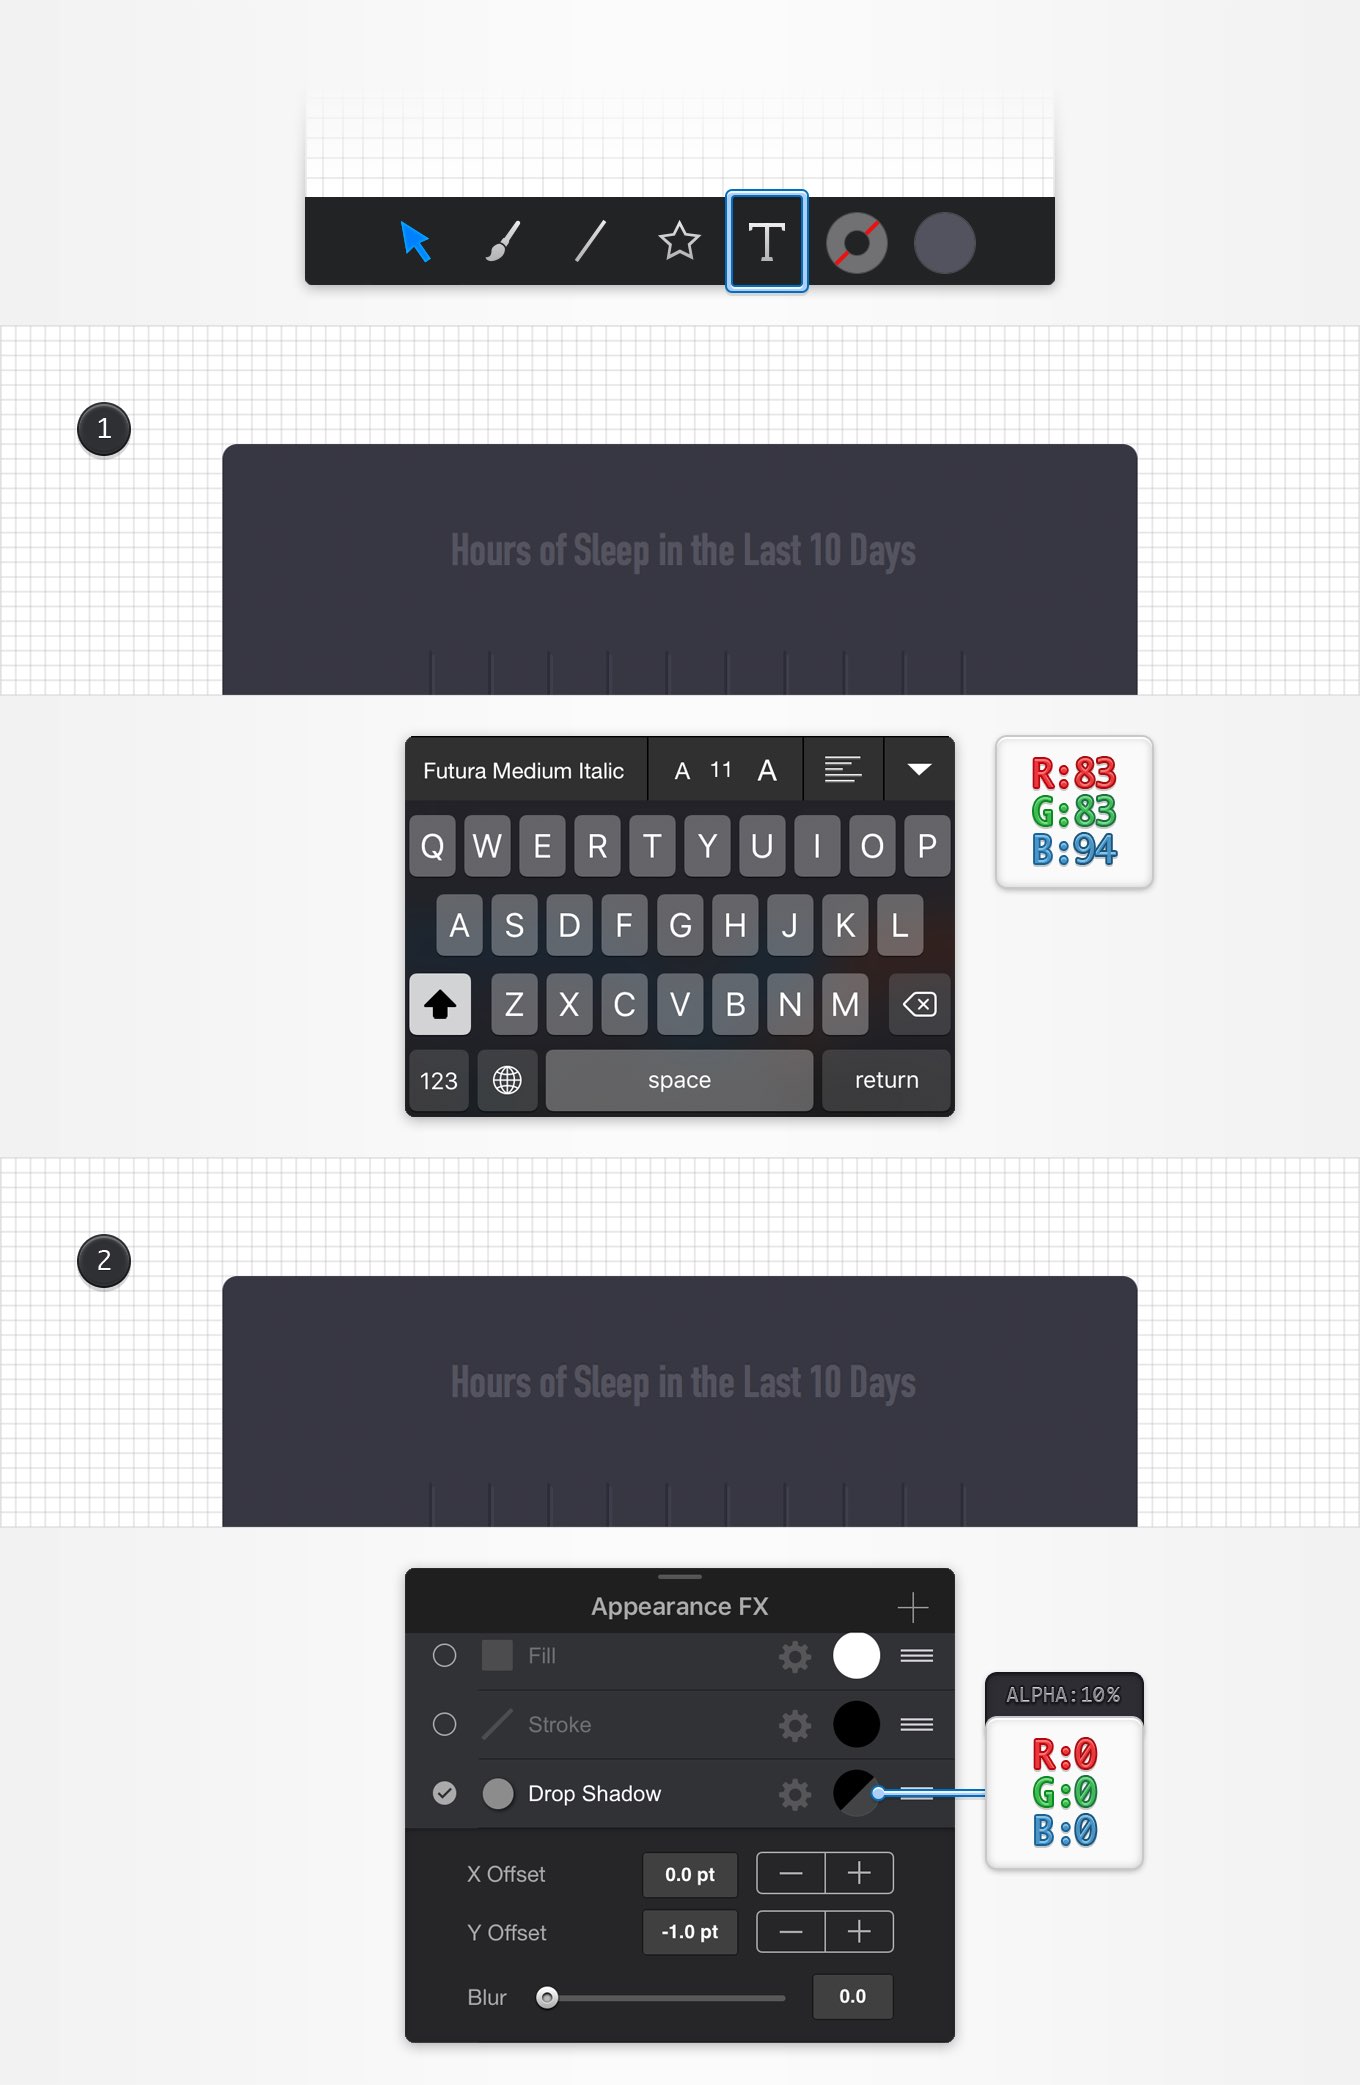 T
1
Hours of Sleep in the Last 10 Days
Futura Medium Italic A 11 A
R:83
G:83
B:94
Q W E R T Y U I O P
A S D F G H J K L
Z X C V B N M
123 space return
2
Hours of Sleep in the Last 10 Days
Appearance FX
Fill
Stroke
Drop Shadow
ALPHA:10%
R:0
G:0
B:0
X Offset 0.0 pt
Y Offset -1.0 pt
Blur 0.0